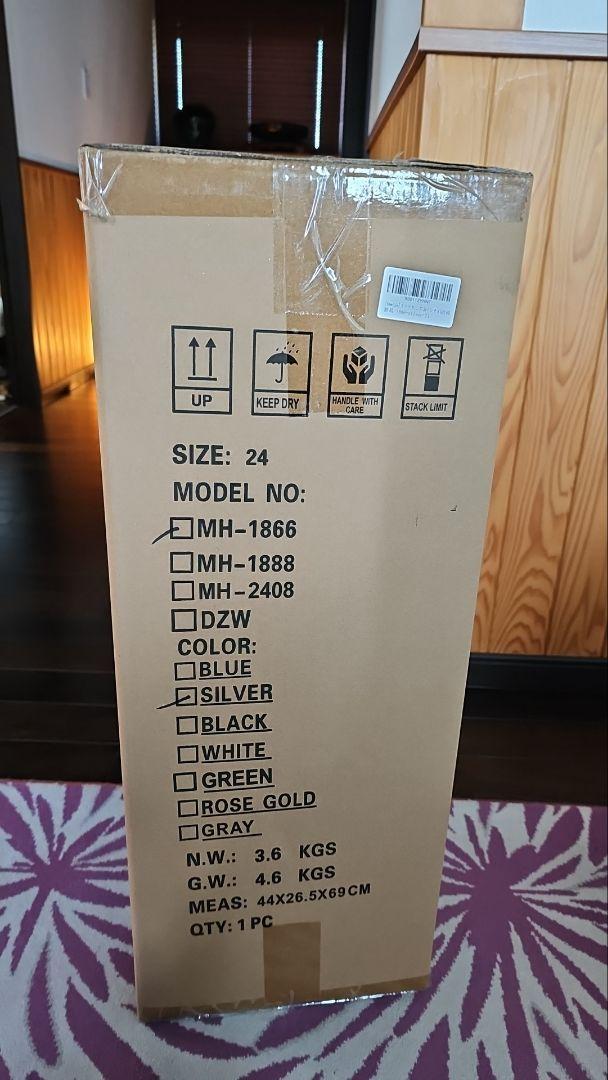 UP
KEEP DRY
HANDLE WITH
CARE
STACK LIMIT
SIZE: 24
MODEL NO:
MH-1866
MH-1888
MH-2408
DZW
COLOR:
BLUE
SILVER
BLACK
WHITE
GREEN
ROSE GOLD
GRAY
N.W.: 3.6 KGS
G.W.: 4.6 KGS
MEAS: 44X26.5X69CM
QTY: 1 PC